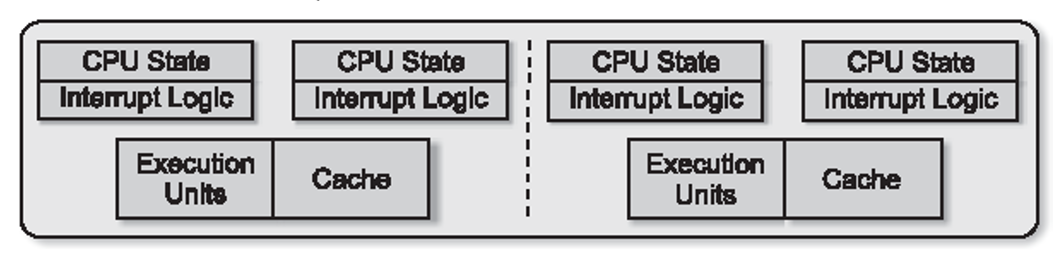 CPU State
Interrupt Logic
CPU State
Interrupt Logic
CPU State
Interrupt Logic
CPU State
Interrupt Logic
Execution
Units
Cache
Execution
Units
Cache